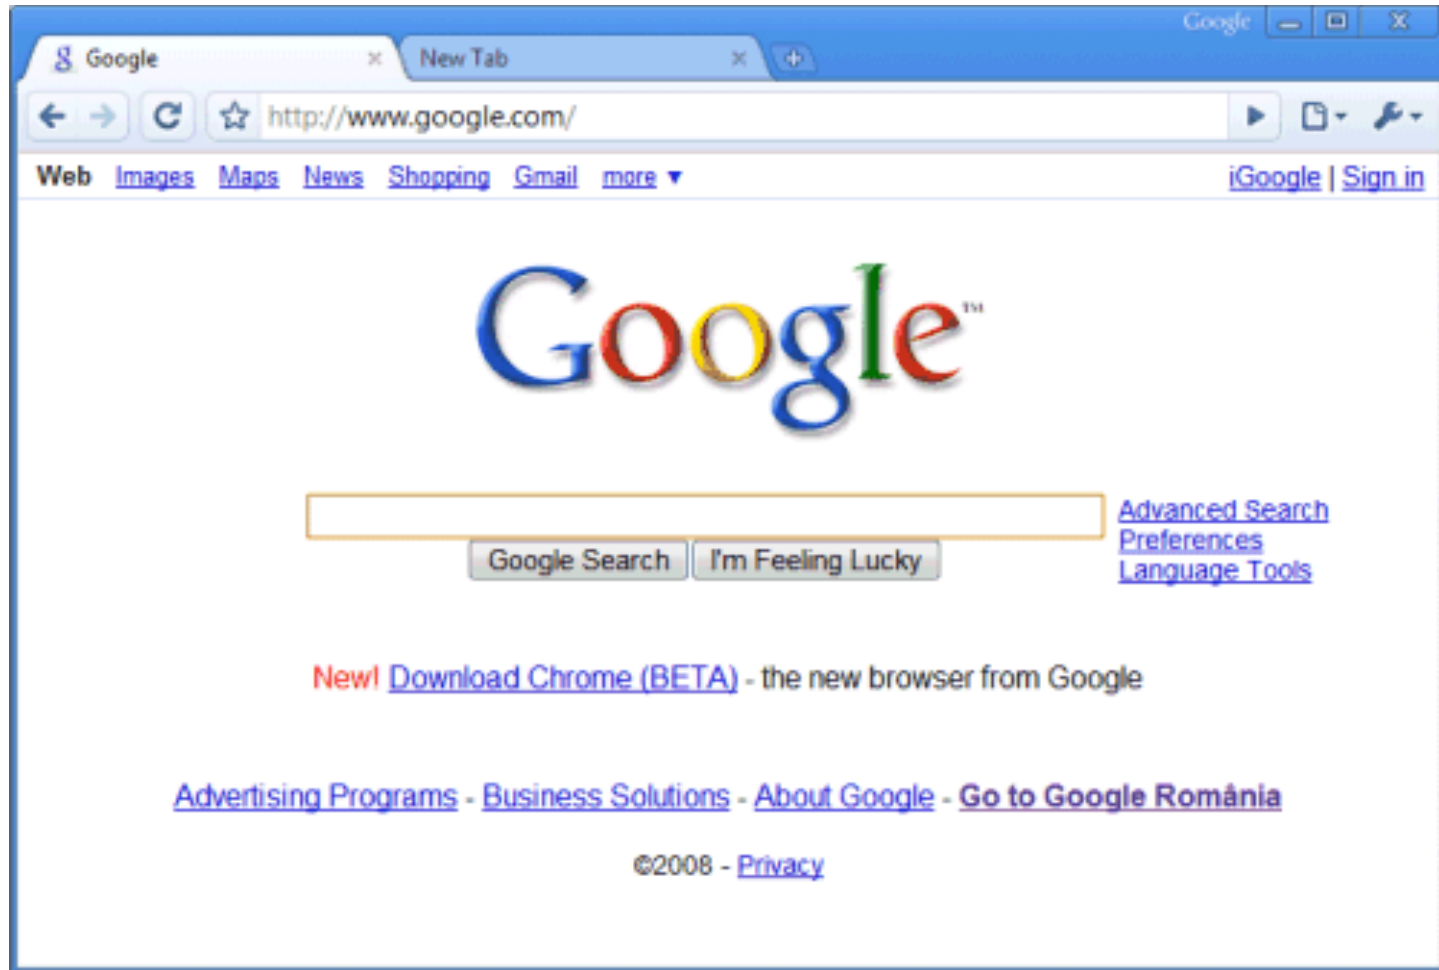 Google
Google New Tab
http://www.google.com/
Web Images Maps News Shopping Gmail more ▼ iGoogle | Sign in
Google™
Advanced Search
Preferences
Language Tools
Google Search I'm Feeling Lucky
New! Download Chrome (BETA) - the new browser from Google
Advertising Programs - Business Solutions - About Google - Go to Google România
©2008 - Privacy